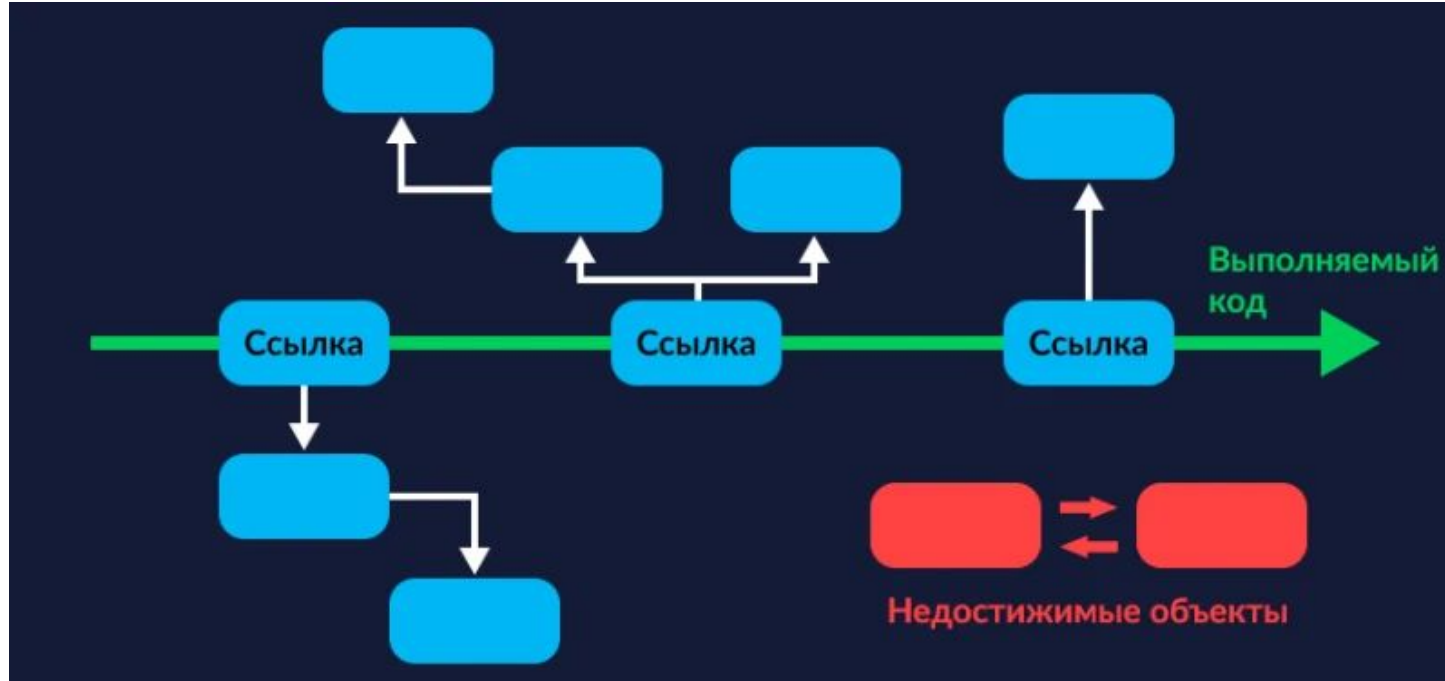 Выполняемый
код
Ссылка
Ссылка
Ссылка
Недостижимые объекты